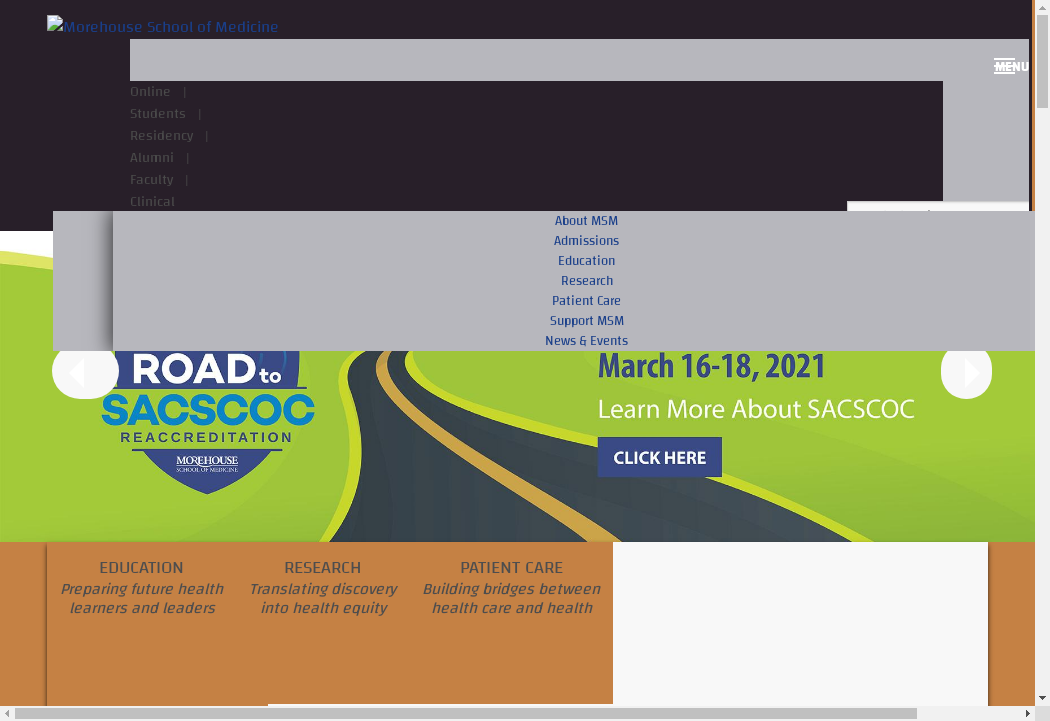 Morehouse School of Medicine
MENU
Online |
Students |
Residency |
Alumni |
Faculty |
Clinical
About MSM
Admissions
Education
Research
Patient Care
Support MSM
News & Events
ROAD to
SACSCOC
REACCREDITATION
MOREHOUSE
SCHOOL OF MEDICINE
March 16-18, 2021
Learn More About SACSCOC
CLICK HERE
EDUCATION
Preparing future health
learners and leaders
RESEARCH
Translating discovery
into health equity
PATIENT CARE
Building bridges between
health care and health